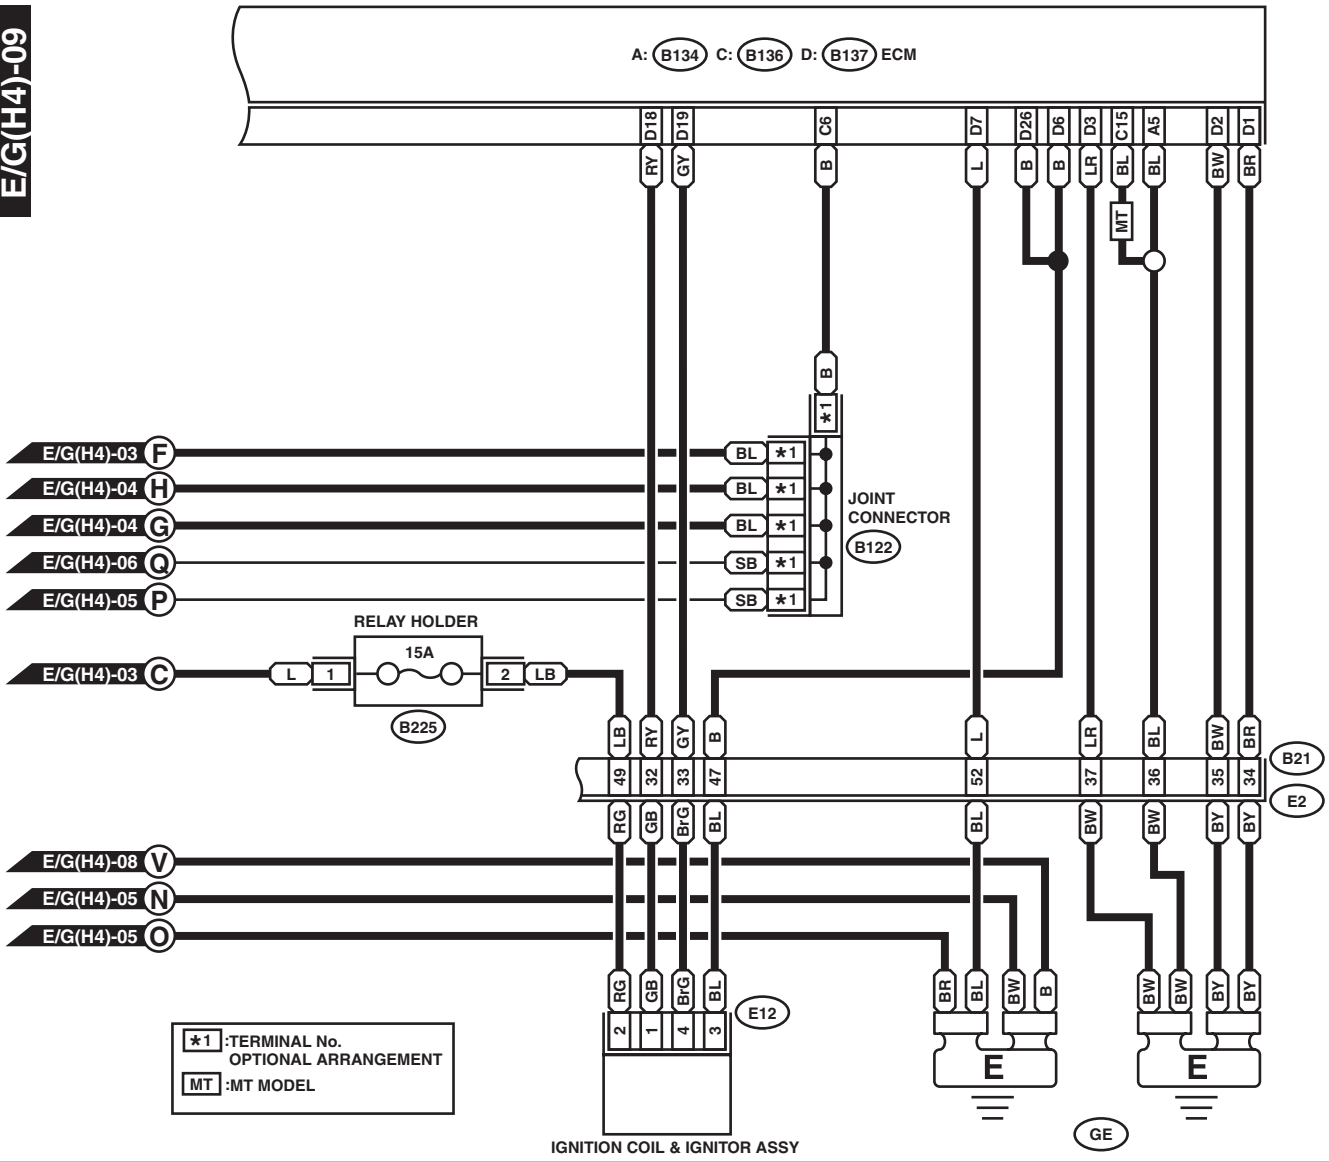 E/G(H4)-09
A: B134 C: B136 D: B137 ECM
D18 D19 C6 D7 D26 D6 D3 C15 A5 D2 D1
RY GY B L B B LR BL BL BW BR
MT
B
*1
E/G(H4)-03 F BL *1
E/G(H4)-04 H BL *1
E/G(H4)-04 G BL *1
E/G(H4)-06 Q SB *1
E/G(H4)-05 P SB *1
JOINT
CONNECTOR
B122
RELAY HOLDER
15A
E/G(H4)-03 C L 1 2 LB
B225
LB RY GY B L LR BL BW BR
B21
49 32 33 47 52 37 36 35 34
E2
RG GB BrG BL BL BW BW BY BY
E/G(H4)-08 V
E/G(H4)-05 N
E/G(H4)-05 O
RG GB BrG BL BR BL BW B BW BW BY BY
2 1 4 3
E12
E E
GE
*1 :TERMINAL No.
OPTIONAL ARRANGEMENT
MT :MT MODEL
IGNITION COIL & IGNITOR ASSY